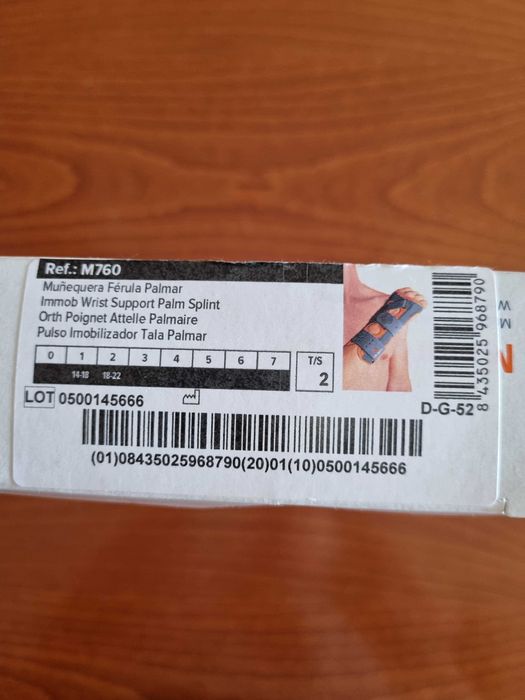 Ref.: M760
Muñequera Férula Palmar
Immob Wrist Support Palm Splint
Orth Poignet Attelle Palmaire
Pulso Imobilizador Tala Palmar
0 1 2 3 4 5 6 7
14-18 18-22
T/S
2
LOT 0500145666
D-G-52
8 435025 968790
(01)08435025968790(20)01(10)0500145666